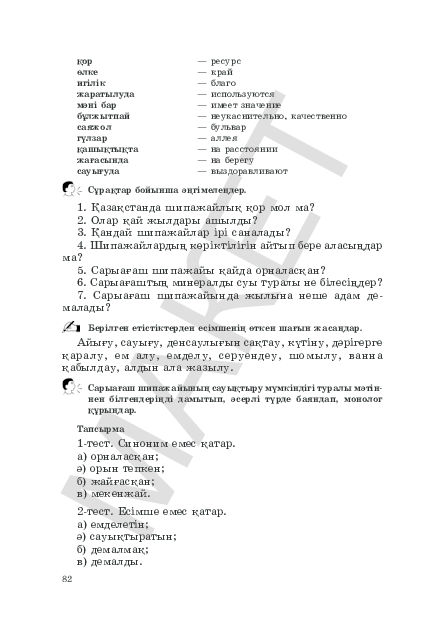 қор — ресурс
өлке — край
игілік — благо
жаратылуда — используются
мәні бар — имеет значение
бұлжытпай — неукаснительно, качественно
саяжол — бульвар
гүлзар — аллея
қашықтықта — на расстоянии
жағасында — на берегу
сауығуда — выздоравливают
Сұрақтар бойынша әңгімелеңдер.
1. Қазақстанда шипажайлық қор мол ма?
2. Олар қай жылдары ашылды?
3. Қандай шипажайлар ірі саналады?
4. Шипажайлардың көріктілігін айтып бере аласыңдар
ма?
5. Сарыағаш шипажайы қайда орналасқан?
6. Сарыағаштың минералды суы туралы не білесіңдер?
7. Сарыағаш шипажайында жылына неше адам де-
малады?
Берілген етістіктерден есімшенің өткен шағын жасаңдар.
Айығу, сауығу, денсаулығын сақтау, күтіну, дәрігерге
қаралу, ем алу, емделу, серуендеу, шомылу, ванна
қабылдау, алдын ала жазылу.
Сарыағаш шипажайының сауықтыру мүмкіндігі туралы мәтін-
нен білгендеріңді дамытып, әсерлі түрде баяндап, монолог
құрыңдар.
Тапсырма
1-тест. Синоним емес қатар.
а) орналасқан;
ә) орын тепкен;
б) жайғасқан;
в) мекенжай.
2-тест. Есімше емес қатар.
а) емделетін;
ә) сауықтыратын;
б) демалмақ;
в) демалды.
82
МАКЕТ